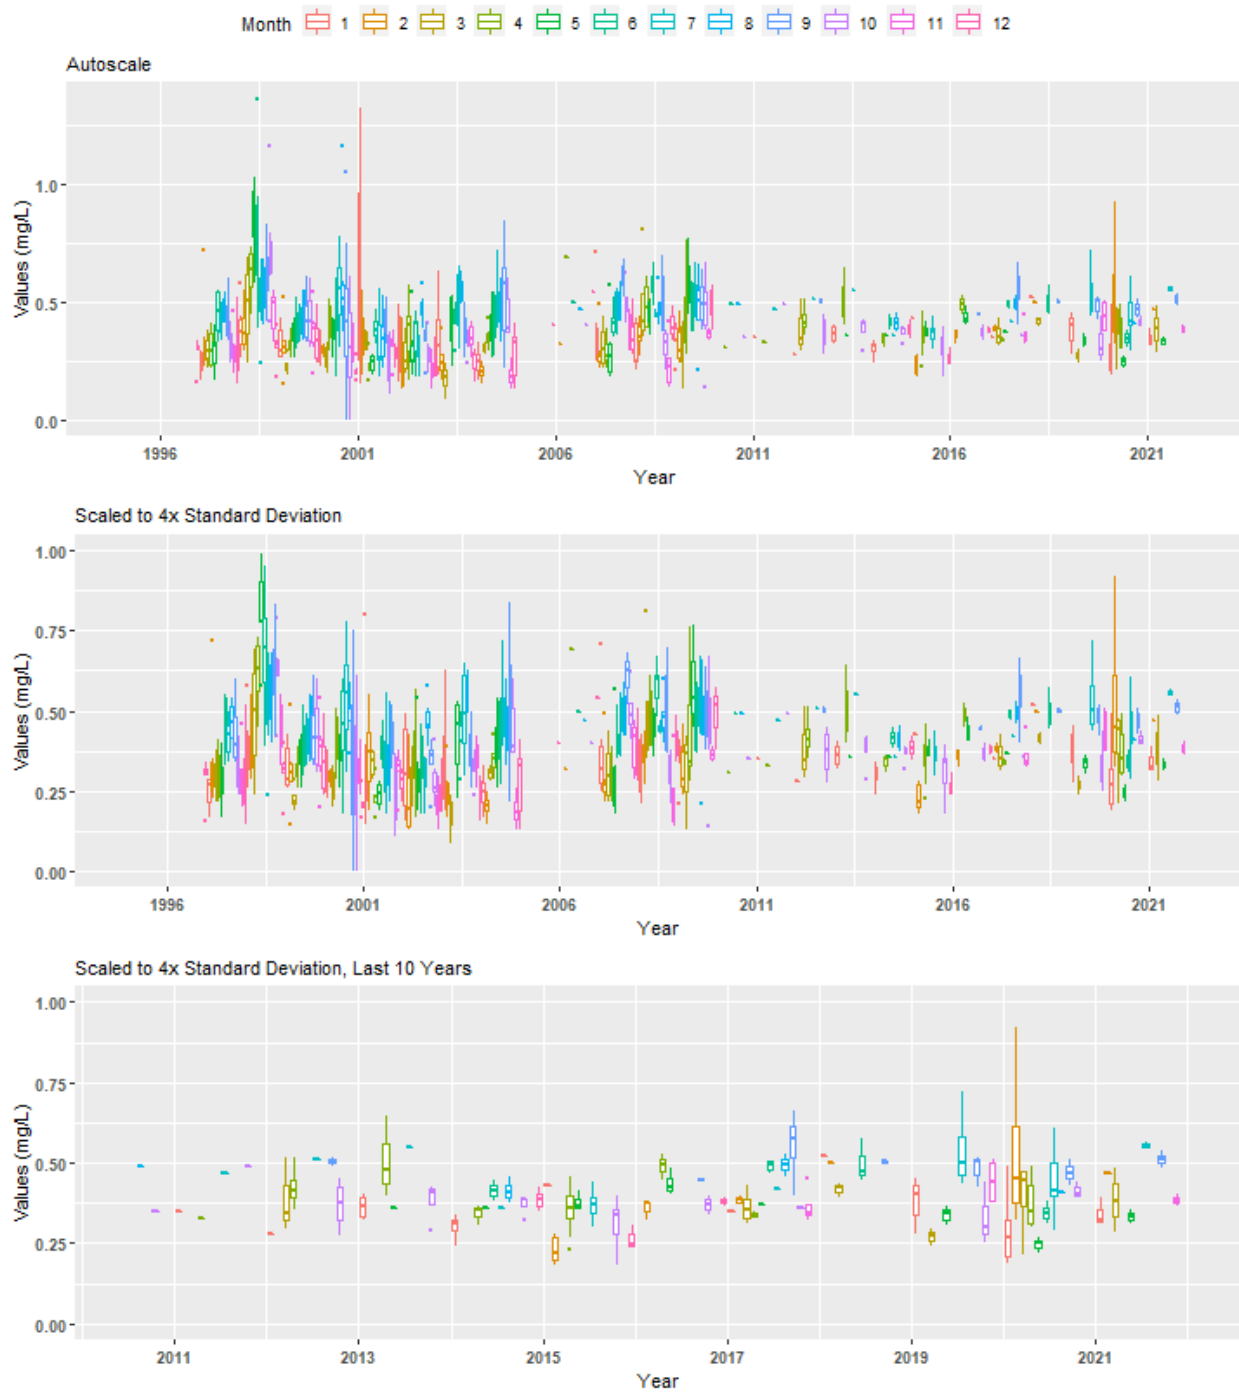 Month 1 2 3 4 5 6 7 8 9 10 11 12
Autoscale
Values (mg/L)
1.0
0.5
0.0
1996 2001 2006 2011 2016 2021
Year
Scaled to 4x Standard Deviation
Values (mg/L)
1.00
0.75
0.50
0.25
0.00
1996 2001 2006 2011 2016 2021
Year
Scaled to 4x Standard Deviation, Last 10 Years
Values (mg/L)
1.00
0.75
0.50
0.25
0.00
2011 2013 2015 2017 2019 2021
Year